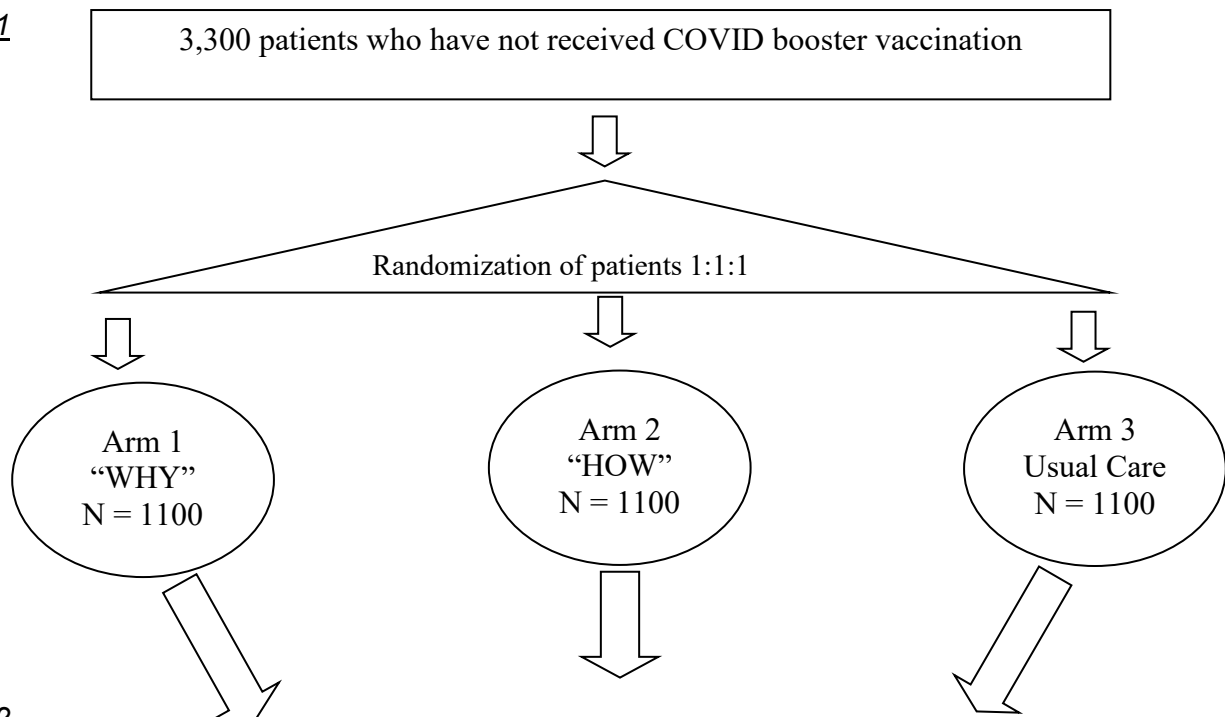 1
3,300 patients who have not received COVID booster vaccination
Randomization of patients 1:1:1
Arm 1
“WHY”
N = 1100
Arm 2
“HOW”
N = 1100
Arm 3
Usual Care
N = 1100